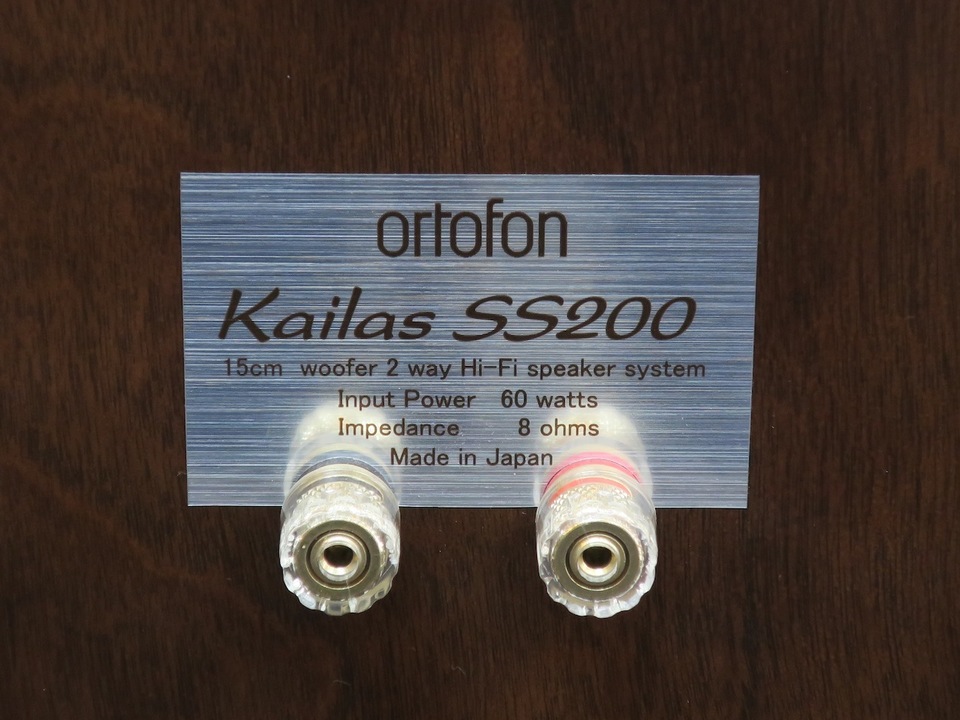 ortofon
Kailas SS200
15cm woofer 2 way Hi-Fi speaker system
Input Power 60 watts
Impedance 8 ohms
Made in Japan